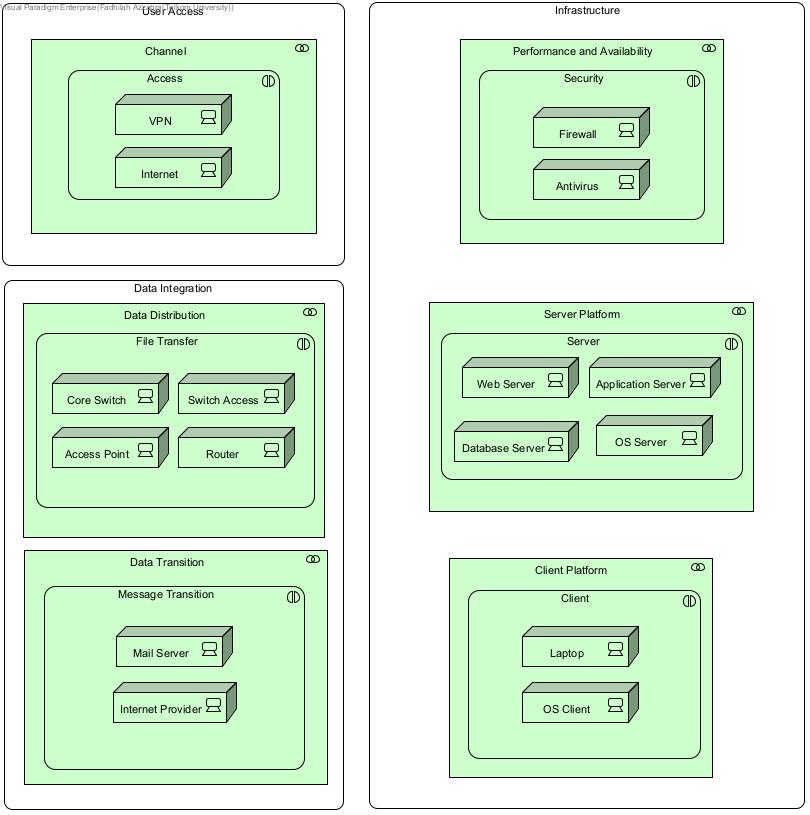 Visual Paradigm Enterprise(Fadhilah Azzahra(Telkom University))
User Access
Channel
Access
VPN
Internet
Data Integration
Data Distribution
File Transfer
Core Switch
Switch Access
Access Point
Router
Data Transition
Message Transition
Mail Server
Internet Provider
Infrastructure
Performance and Availability
Security
Firewall
Antivirus
Server Platform
Server
Web Server
Application Server
Database Server
OS Server
Client Platform
Client
Laptop
OS Client